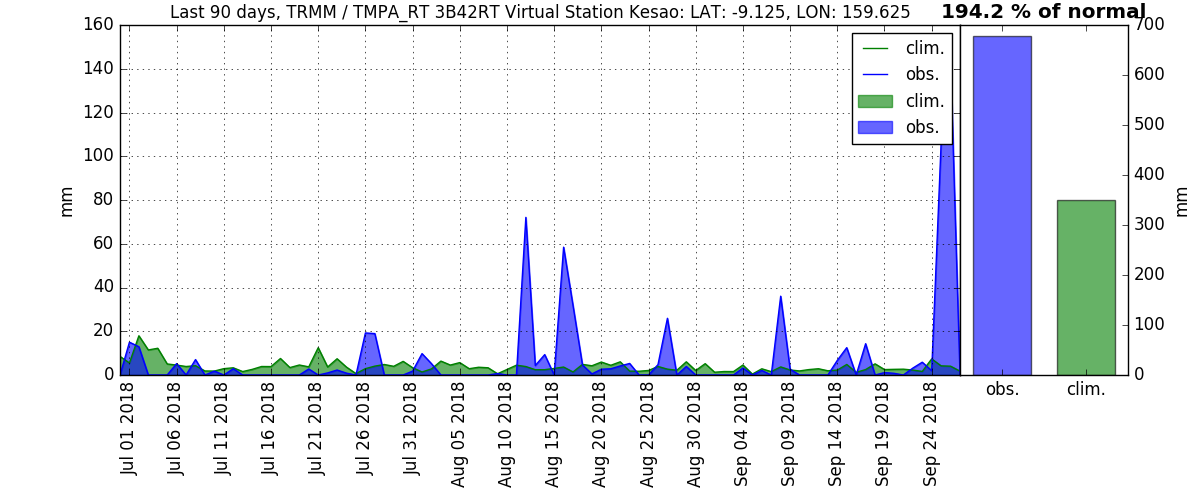 Last 90 days, TRMM / TMPA_RT 3B42RT Virtual Station Kesao: LAT: -9.125, LON: 159.625
194.2 % of normal
160
140
120
100
80
60
40
20
0
mm
clim.
obs.
clim.
obs.
700
600
500
400
300
200
100
0
mm
Jul 01 2018
Jul 06 2018
Jul 11 2018
Jul 16 2018
Jul 21 2018
Jul 26 2018
Jul 31 2018
Aug 05 2018
Aug 10 2018
Aug 15 2018
Aug 20 2018
Aug 25 2018
Aug 30 2018
Sep 04 2018
Sep 09 2018
Sep 14 2018
Sep 19 2018
Sep 24 2018
obs.
clim.